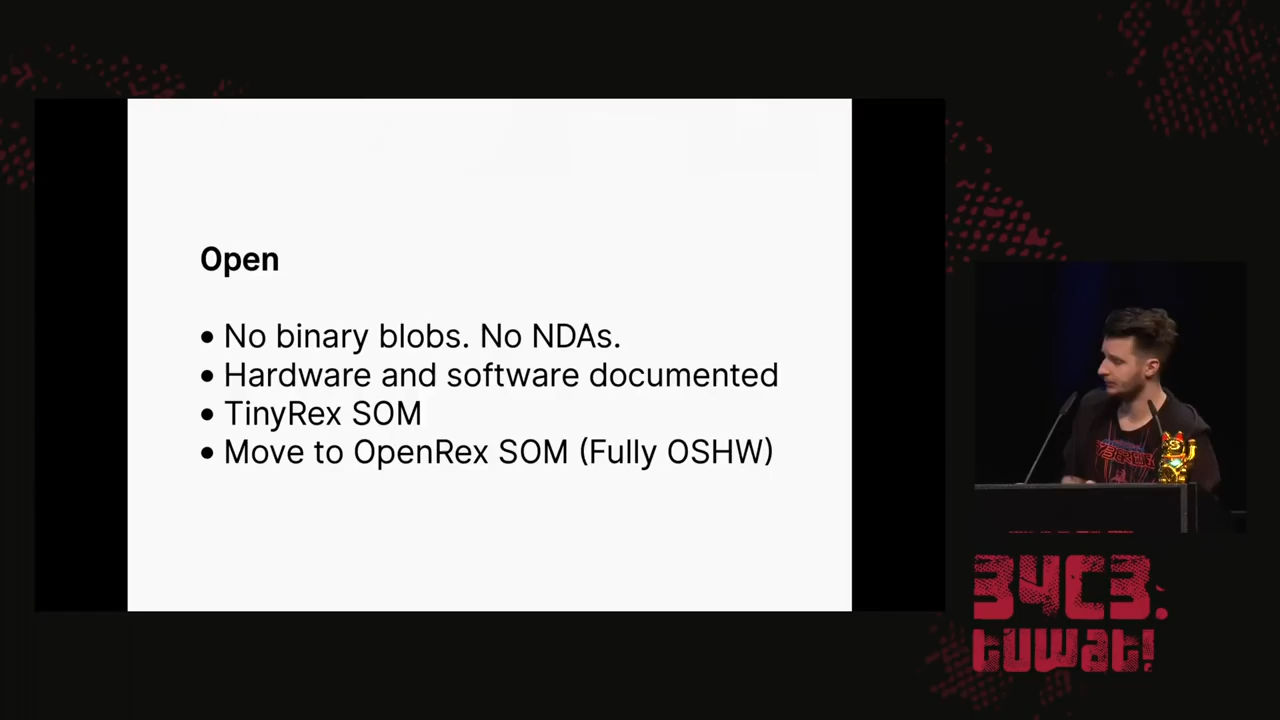 Open
• No binary blobs. No NDAs.
• Hardware and software documented
• TinyRex SOM
• Move to OpenRex SOM (Fully OSHW)
34C3.
tuwat!